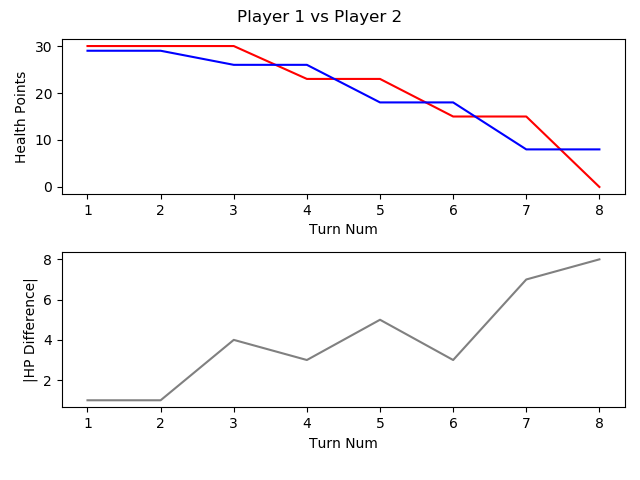 Player 1 vs Player 2
30
20
10
0
Health Points
1 2 3 4 5 6 7 8
Turn Num
8
6
4
2
|HP Difference|
1 2 3 4 5 6 7 8
Turn Num